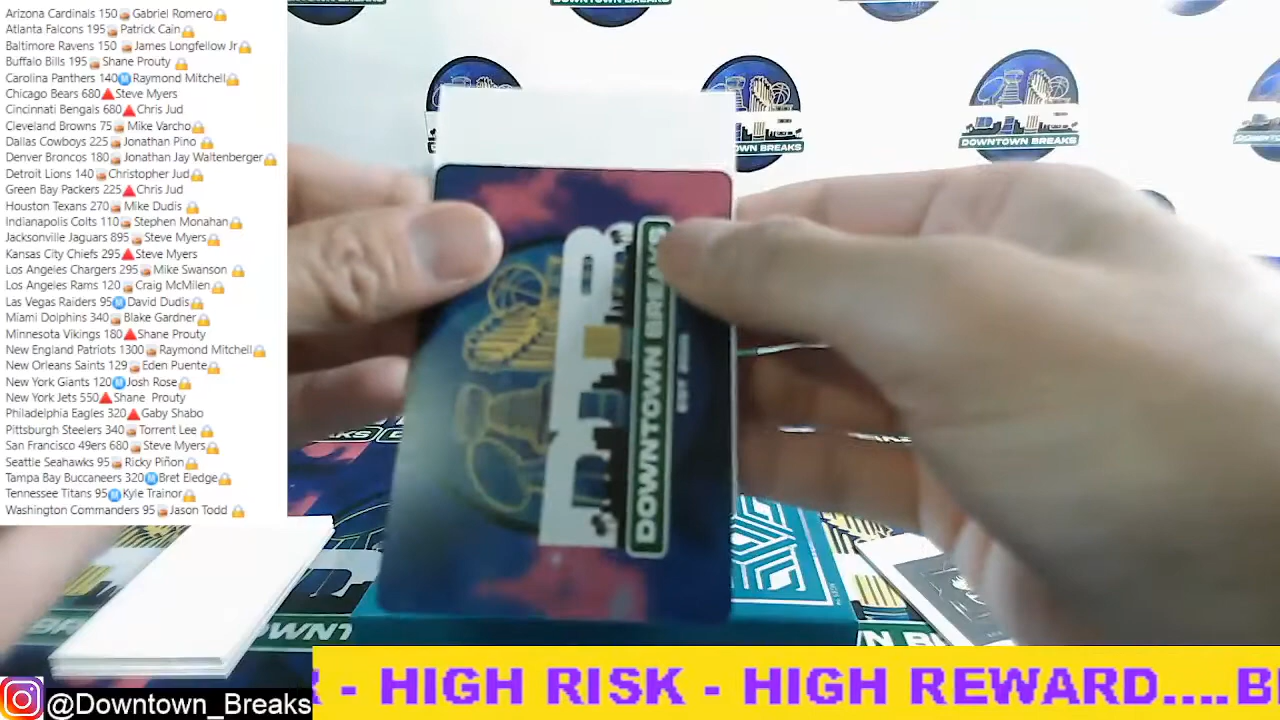 Arizona Cardinals 150 Gabriel Romero
Atlanta Falcons 195 Patrick Cain
Baltimore Ravens 150 James Longfellow Jr
Buffalo Bills 195 Shane Prouty
Carolina Panthers 140 M Raymond Mitchell
Chicago Bears 680 Steve Myers
Cincinnati Bengais 680 Chris Jud
Cleveland Browns 75 Mike Varcho
Dallas Cowboys 225 Jonathan Pino
Denver Broncos 180 Jonathan Jay Waltenberger
Detroit Lions 140 Christopher Jud
Green Bay Packers 225 Chris Jud
Houston Texans 270 Mike Dudis
Indianapolis Colts 110 Stephen Monahan
Jacksonville Jaguars 895 Steve Myers
Kansas City Chiefs 295 Steve Myers
Los Angeles Chargers 295 Mike Swanson
Los Angeles Rams 120 Craig McMilen
Las Vegas Raiders 95 M David Dudis
Miami Dolphins 340 Blake Gardner
Minnesota Vikings 180 Shane Prouty
New England Patriots 1300 Raymond Mitchell
New Orleans Saints 129 Eden Puente
New York Giants 120 M Josh Rose
New York Jets 550 Shane Prouty
Philadelphia Eagles 320 Gaby Shabo
Pittsburgh Steelers 340 Torrent Lee
San Francisco 49ers 680 Steve Myers
Seattle Seahawks 95 Ricky Piñon
Tampa Bay Buccaneers 320 M Bret Eledge
Tennessee Titans 95 M Kyle Trainor
Washington Commanders 95 Jason Todd
DOWNTOWN BREAKS
DOWNTOWN BREAKS
DOWNTOWN BREAKS
@Downtown_Breaks
- HIGH RISK - HIGH REWARD....B